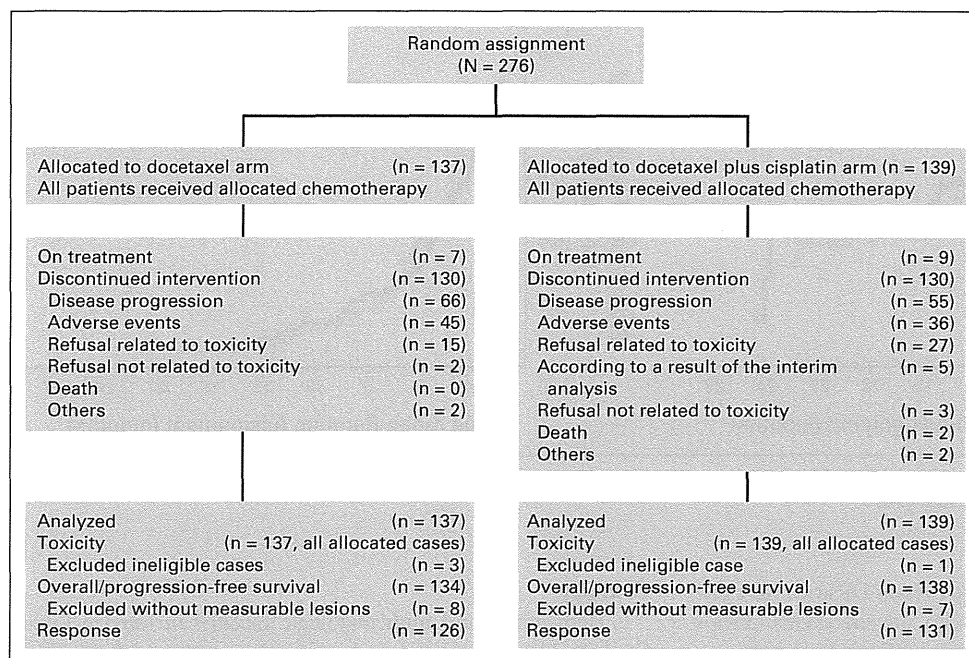 Random assignment
(N = 276)
Allocated to docetaxel arm (n = 137)
All patients received allocated chemotherapy
On treatment (n = 7)
Discontinued intervention (n = 130)
Disease progression (n = 66)
Adverse events (n = 45)
Refusal related to toxicity (n = 15)
Refusal not related to toxicity (n = 2)
Death (n = 0)
Others (n = 2)
Analyzed (n = 137)
Toxicity (n = 137, all allocated cases)
Excluded ineligible cases (n = 3)
Overall/progression-free survival (n = 134)
Excluded without measurable lesions (n = 8)
Response (n = 126)
Allocated to docetaxel plus cisplatin arm (n = 139)
All patients received allocated chemotherapy
On treatment (n = 9)
Discontinued intervention (n = 130)
Disease progression (n = 55)
Adverse events (n = 36)
Refusal related to toxicity (n = 27)
According to a result of the interim (n = 5)
analysis
Refusal not related to toxicity (n = 3)
Death (n = 2)
Others (n = 2)
Analyzed (n = 139)
Toxicity (n = 139, all allocated cases)
Excluded ineligible case (n = 1)
Overall/progression-free survival (n = 138)
Excluded without measurable lesions (n = 7)
Response (n = 131)